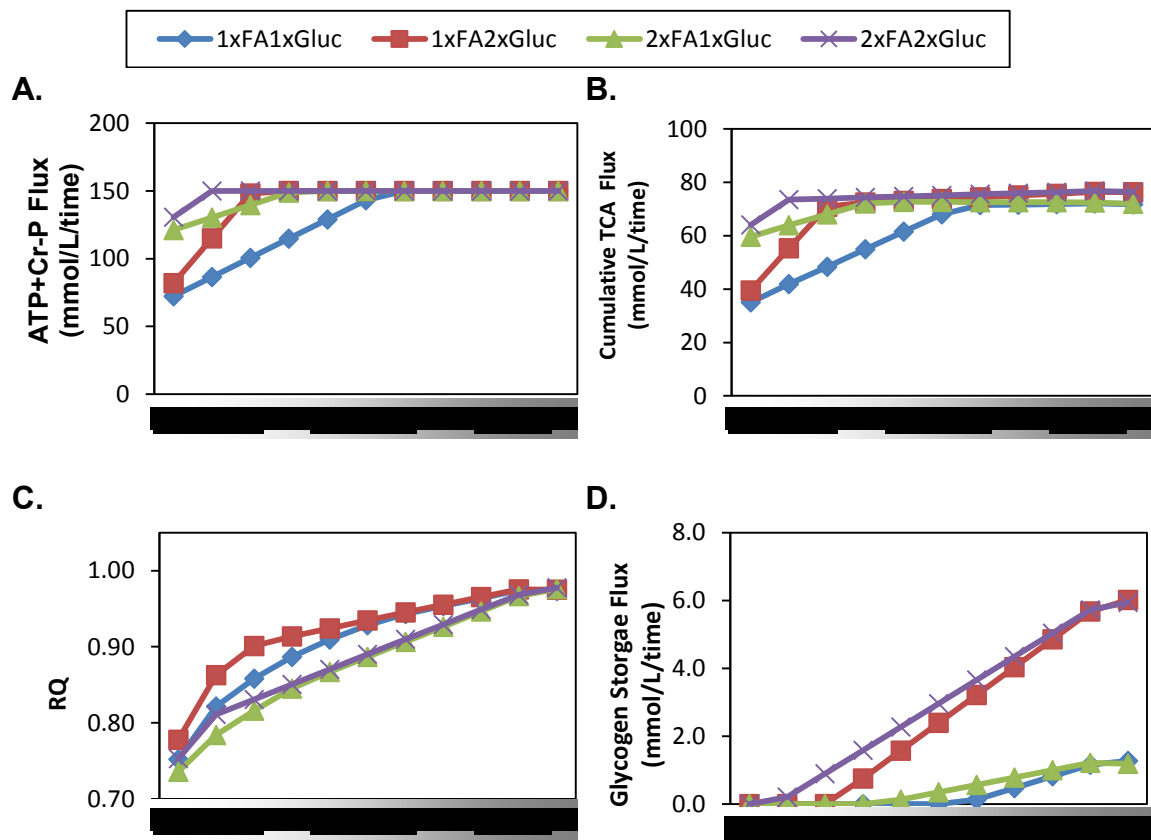 1xFA1xGluc 1xFA2xGluc 2xFA1xGluc 2xFA2xGluc
A.
ATP+Cr-P Flux
(mmol/L/time)
200
150
100
50
0
B.
Cumulative TCA Flux
(mmol/L/time)
100
80
60
40
20
0
C.
RQ
1.00
0.90
0.80
0.70
D.
Glycogen Storgae Flux
(mmol/L/time)
8.0
6.0
4.0
2.0
0.0